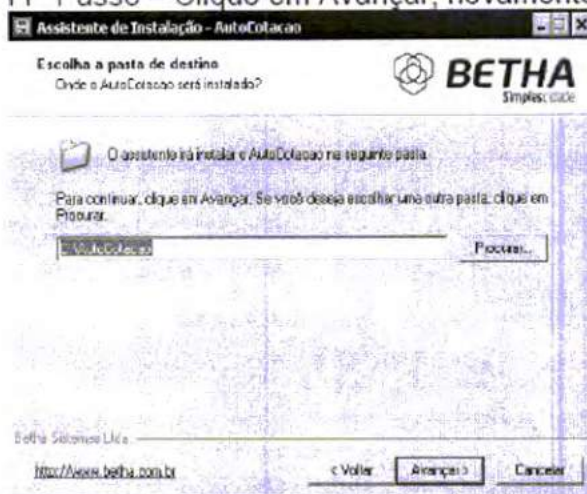 Passo - Clique em Avançar, novamente
Assistente de Instalação - AutoCotacao
Escolha a pasta de destino
Onde o AutoCotacao será instalado?
BETHA
Simplescidade
O assistente irá instalar o AutoCotacao na seguinte pasta.
Para continuar, clique em Avançar. Se você deseja escolher uma outra pasta, clique em
Procurar.
\AutoCotacao
Procurar...
Betha Sistemas Ltda.
http://www.betha.com.br
< Voltar
Avançar >
Cancelar